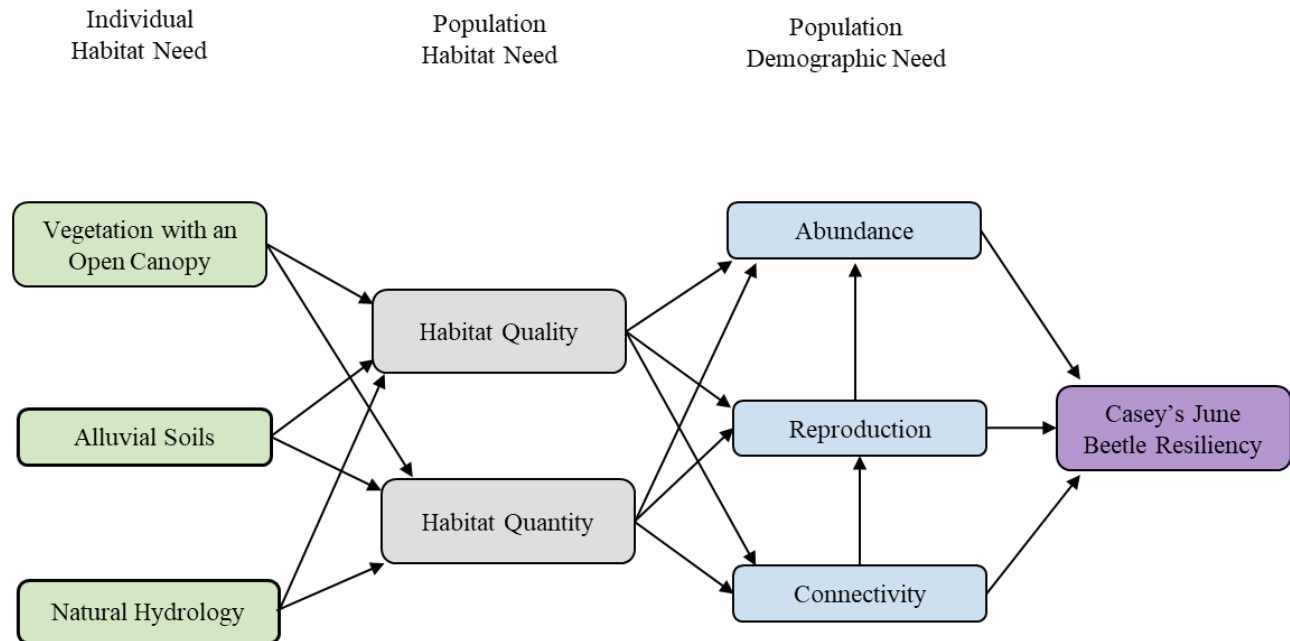 Individual
Habitat Need
Population
Habitat Need
Population
Demographic Need
Vegetation with an
Open Canopy
Abundance
Habitat Quality
Alluvial Soils
Reproduction
Casey's June
Beetle Resiliency
Habitat Quantity
Natural Hydrology
Connectivity